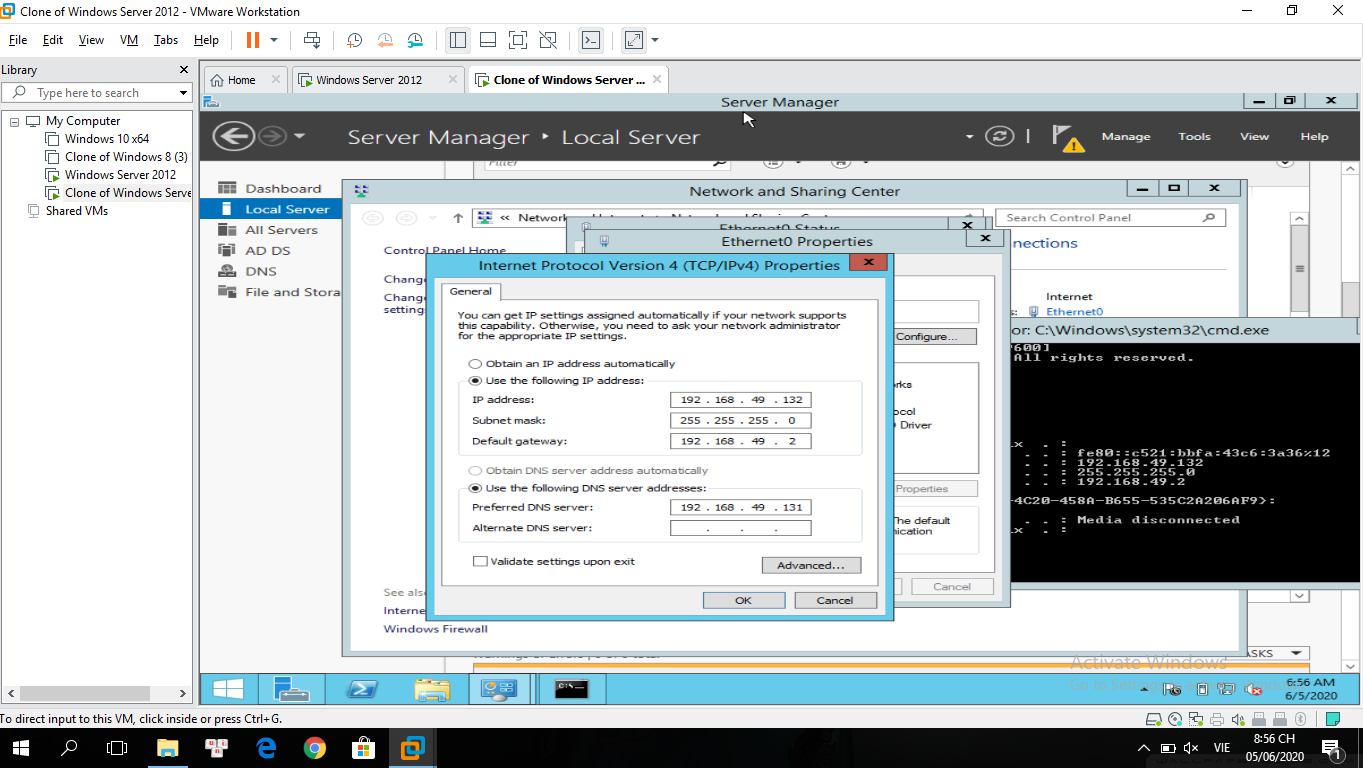 Clone of Windows Server 2012 - VMware Workstation
File Edit View VM Tabs Help
Library
Type here to search
Home
Windows Server 2012
Clone of Windows Server ...
My Computer
Windows 10 x64
Clone of Windows 8 (3)
Windows Server 2012
Clone of Windows Serve
Shared VMs
Server Manager
Server Manager Local Server
Manage Tools View Help
Filter
Dashboard
Local Server
All Servers
AD DS
DNS
File and Stora
Network and Sharing Center
« Network
Search Control Panel
Control Panel Home
Change
Change
settings
nections
Internet
Ethernet0
Ethernet0 Status
Ethernet0 Properties
Configure...
rks
ocol
Driver
Properties
The default
ication
Cancel
Internet Protocol Version 4 (TCP/IPv4) Properties
General
You can get IP settings assigned automatically if your network supports
this capability. Otherwise, you need to ask your network administrator
for the appropriate IP settings.
Obtain an IP address automatically
Use the following IP address:
IP address: 192 . 168 . 49 . 132
Subnet mask: 255 . 255 . 255 . 0
Default gateway: 192 . 168 . 49 . 2
Obtain DNS server address automatically
Use the following DNS server addresses:
Preferred DNS server: 192 . 168 . 49 . 131
Alternate DNS server: . . .
Validate settings upon exit
Advanced...
OK Cancel
See also
Interne
Windows Firewall
or: C:\Windows\system32\cmd.exe
600]
All rights reserved.
ix . :
. . : fe80::c521:bbfa:43c6:3a36%12
. . : 192.168.49.132
. . : 255.255.255.0
. . : 192.168.49.2
-4C20-458A-B655-535C2A206AF9}:
. . : Media disconnected
ix . :
ASKS
Activate Windows
6:56 AM
6/5/2020
To direct input to this VM, click inside or press Ctrl+G.
VIE
8:56 CH
05/06/2020
1